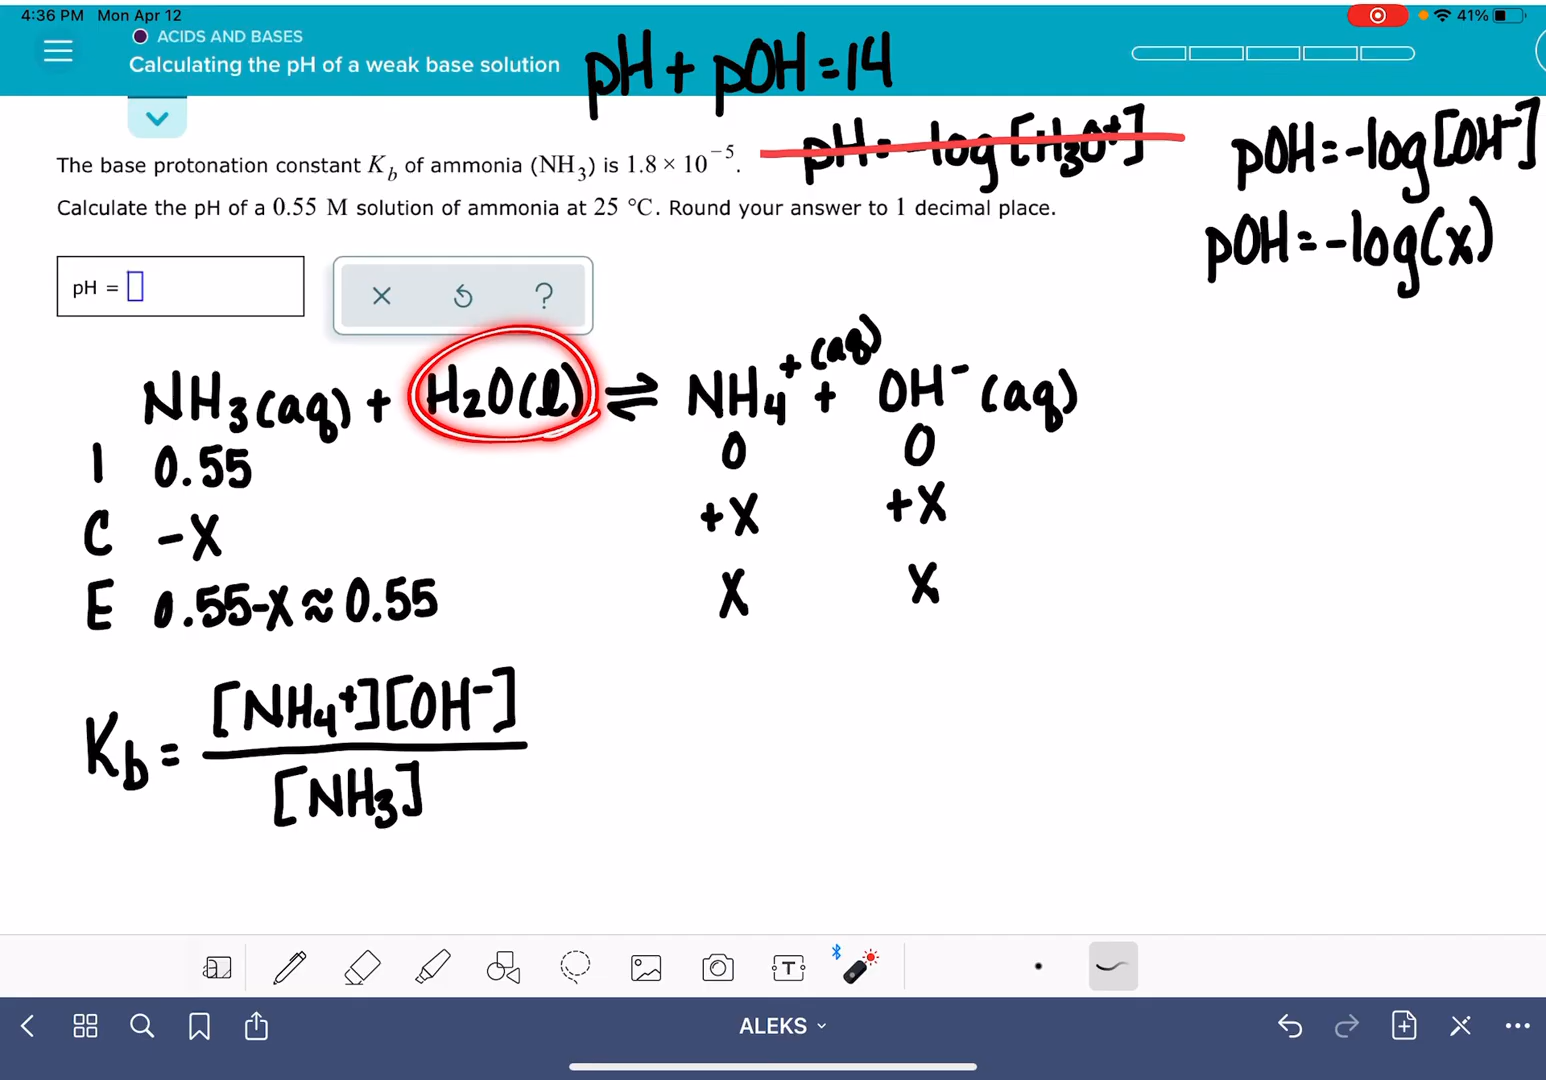 4:36 PM Mon Apr 12
41%
ACIDS AND BASES
Calculating the pH of a weak base solution
pH + pOH = 14
pH = -log[H₃O⁺]
pOH = -log[OH⁻]
The base protonation constant K_b of ammonia (NH₃) is 1.8 × 10⁻⁵.
Calculate the pH of a 0.55 M solution of ammonia at 25 °C. Round your answer to 1 decimal place.
pOH = -log(x)
pH =
× ?
NH₃(aq) + H₂O(l) ⇌ NH₄⁺(aq) + OH⁻(aq)
I 0.55 0 0
C -X +X +X
E 0.55-X ≈ 0.55 X X
K_b = [NH₄⁺][OH⁻] / [NH₃]
a
T
ALEKS